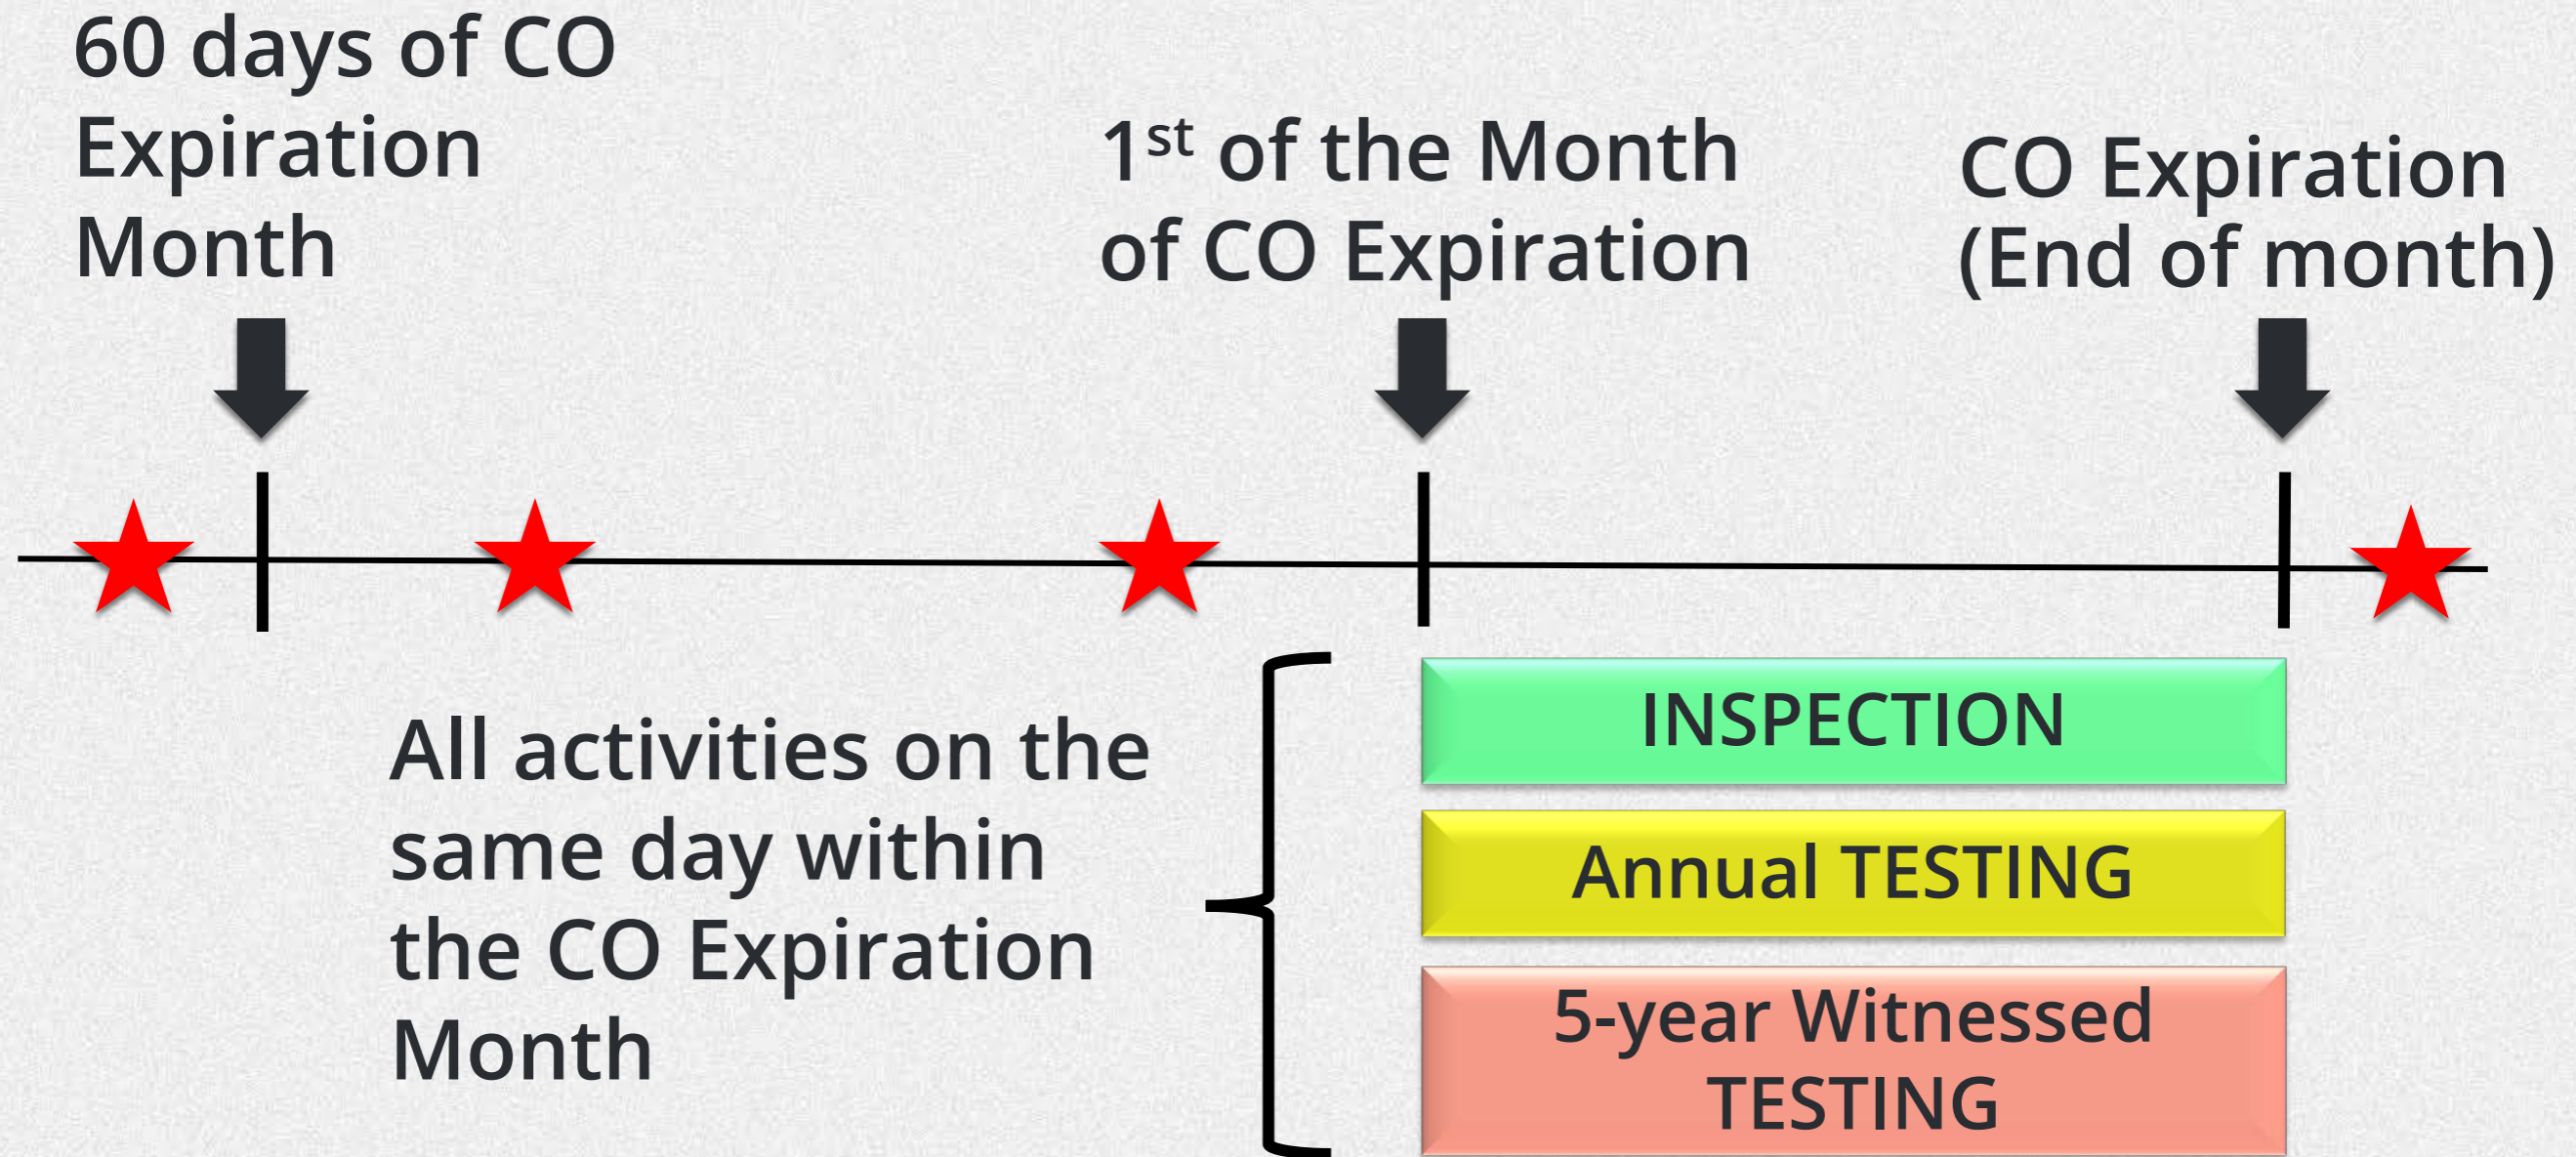 60 days of CO
Expiration
Month
1st of the Month
of CO Expiration
CO Expiration
(End of month)
All activities on the
same day within
the CO Expiration
Month
INSPECTION
Annual TESTING
5-year Witnessed
TESTING